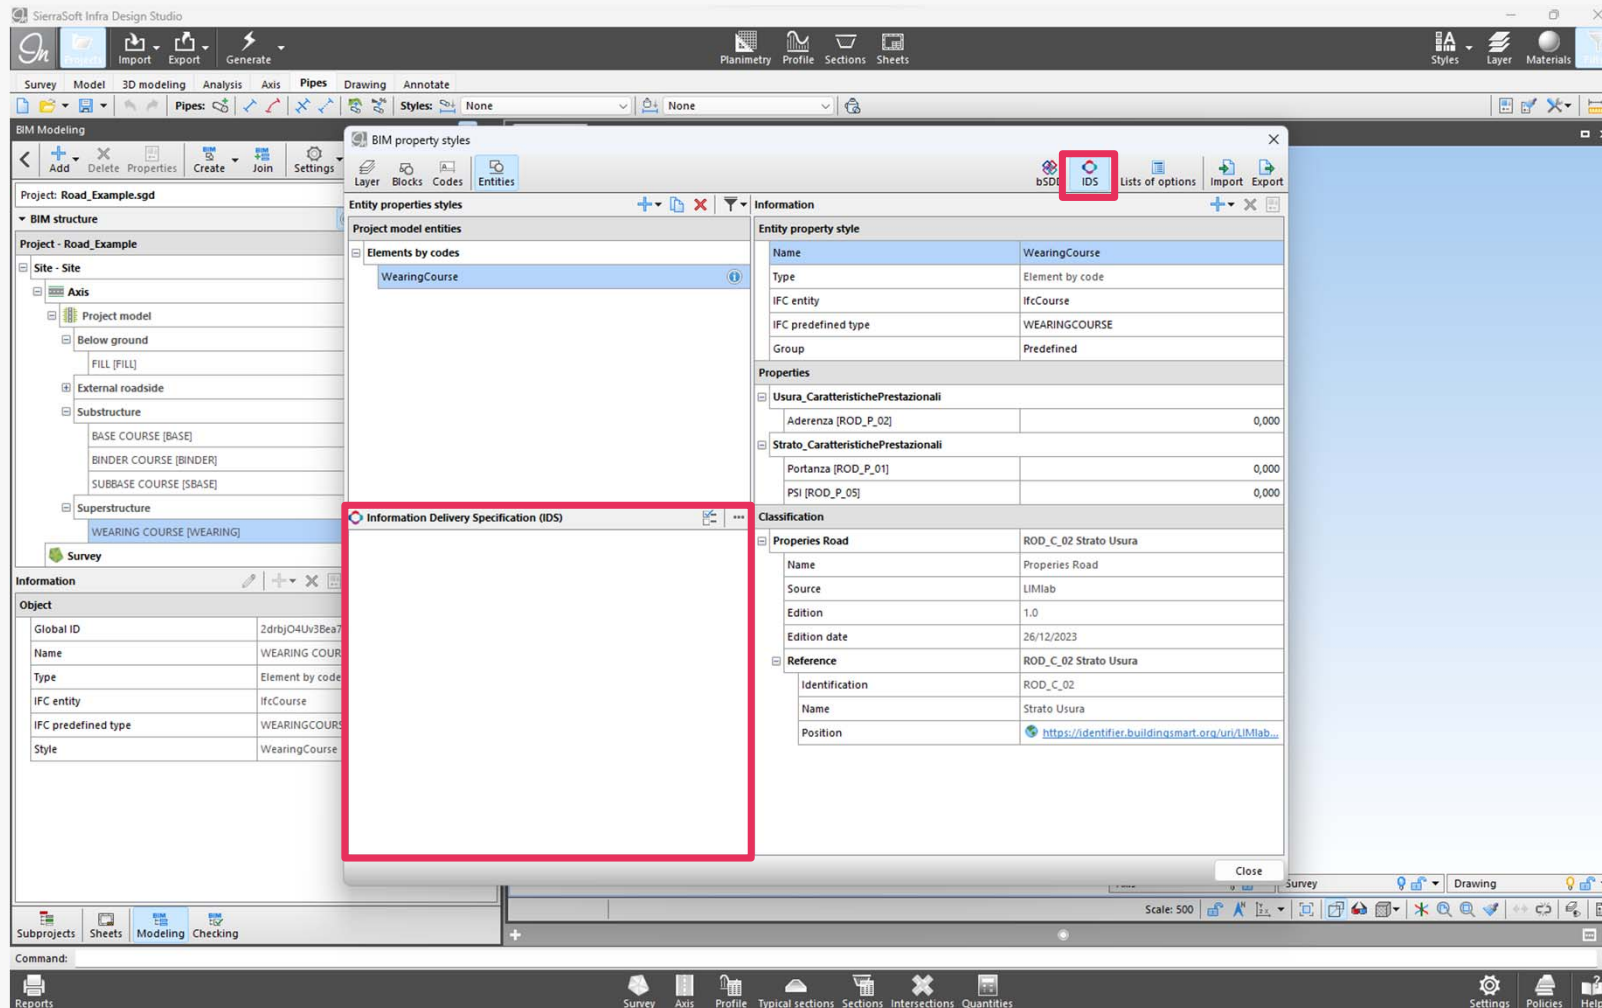 SierraSoft Infra Design Studio
Import Export Generate
Planimetry Profile Sections Sheets
Styles Layer Materials
Survey Model 3D modeling Analysis Axis Pipes Drawing Annotate
Pipes: Styles: None None
BIM Modeling
Add Delete Properties Create Join Settings
Project: Road_Example.sgd
BIM structure
Project - Road_Example
Site - Site
Axis
Project model
Below ground
FILL [FILL]
External roadside
Substructure
BASE COURSE [BASE]
BINDER COURSE [BINDER]
SUBBASE COURSE [SBASE]
Superstructure
WEARING COURSE [WEARING]
Survey
Information
Object
Global ID 2drbjO4Uv3Bea7
Name WEARING COUR
Type Element by code
IFC entity IfcCourse
IFC predefined type WEARINGCOURS
Style WearingCourse
Subprojects Sheets Modeling Checking
BIM property styles
Layer Blocks Codes Entities
bSDD IDS Lists of options Import Export
Entity properties styles
Project model entities
Elements by codes
WearingCourse
Information Delivery Specification (IDS)
Information
Entity property style
Name WearingCourse
Type Element by code
IFC entity IfcCourse
IFC predefined type WEARINGCOURSE
Group Predefined
Properties
Usura_CaratteristichePrestazionali
Aderenza [ROD_P_02] 0,000
Strato_CaratteristichePrestazionali
Portanza [ROD_P_01] 0,000
PSI [ROD_P_05] 0,000
Classification
Properies Road ROD_C_02 Strato Usura
Name Properies Road
Source LIMlab
Edition 1.0
Edition date 26/12/2023
Reference ROD_C_02 Strato Usura
Identification ROD_C_02
Name Strato Usura
Position https://identifier.buildingsmart.org/uri/LIMlab...
Close
Survey Drawing
Scale: 500
Command:
Reports
Survey Axis Profile Typical sections Sections Intersections Quantities
Settings Policies Help